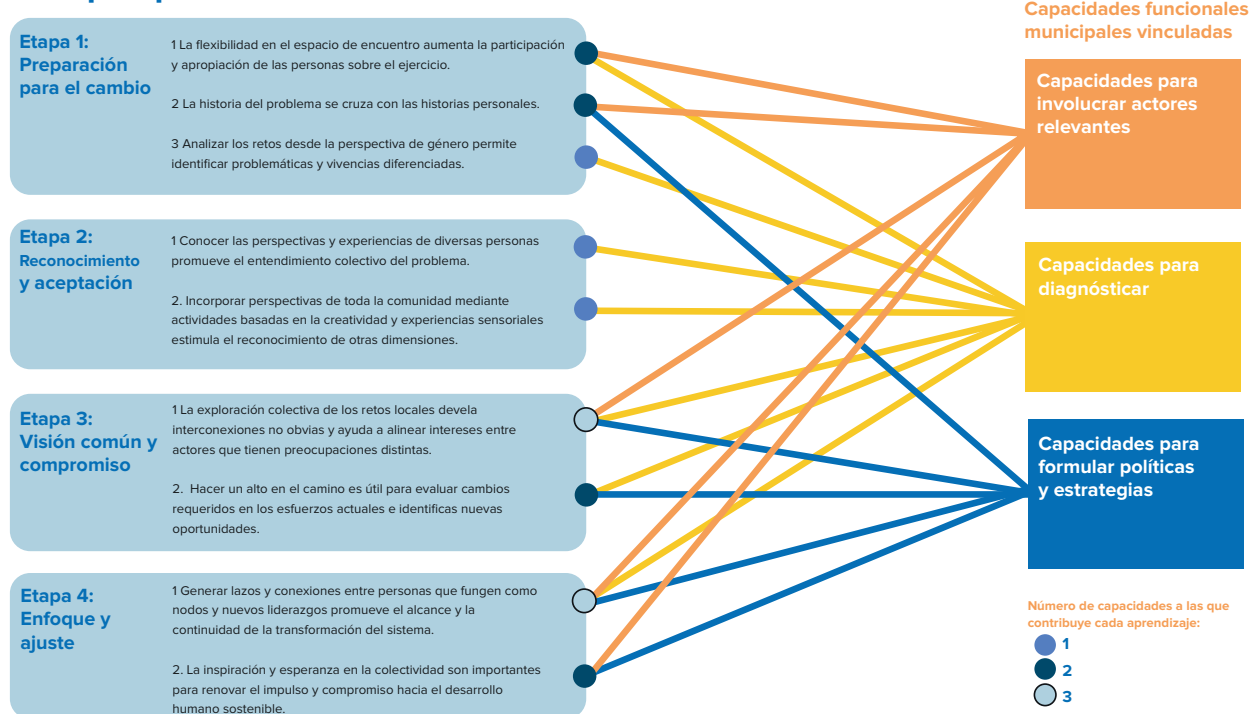 Etapa 1:
Preparación
para el cambio
1 La flexibilidad en el espacio de encuentro aumenta la participación
y apropiación de las personas sobre el ejercicio.
2 La historia del problema se cruza con las historias personales.
3 Analizar los retos desde la perspectiva de género permite
identificar problemáticas y vivencias diferenciadas.
Etapa 2:
Reconocimiento
y aceptación
1 Conocer las perspectivas y experiencias de diversas personas
promueve el entendimiento colectivo del problema.
2. Incorporar perspectivas de toda la comunidad mediante
actividades basadas en la creatividad y experiencias sensoriales
estimula el reconocimiento de otras dimensiones.
Etapa 3:
Visión común y
compromiso
1 La exploración colectiva de los retos locales devela
interconexiones no obvias y ayuda a alinear intereses entre
actores que tienen preocupaciones distintas.
2. Hacer un alto en el camino es útil para evaluar cambios
requeridos en los esfuerzos actuales e identificas nuevas
oportunidades.
Etapa 4:
Enfoque y
ajuste
1 Generar lazos y conexiones entre personas que fungen como
nodos y nuevos liderazgos promueve el alcance y la
continuidad de la transformación del sistema.
2. La inspiración y esperanza en la colectividad son importantes
para renovar el impulso y compromiso hacia el desarrollo
humano sostenible.
Capacidades funcionales
municipales vinculadas
Capacidades para
involucrar actores
relevantes
Capacidades para
diagnósticar
Capacidades para
formular políticas
y estrategias
Número de capacidades a las que
contribuye cada aprendizaje:
1
2
3